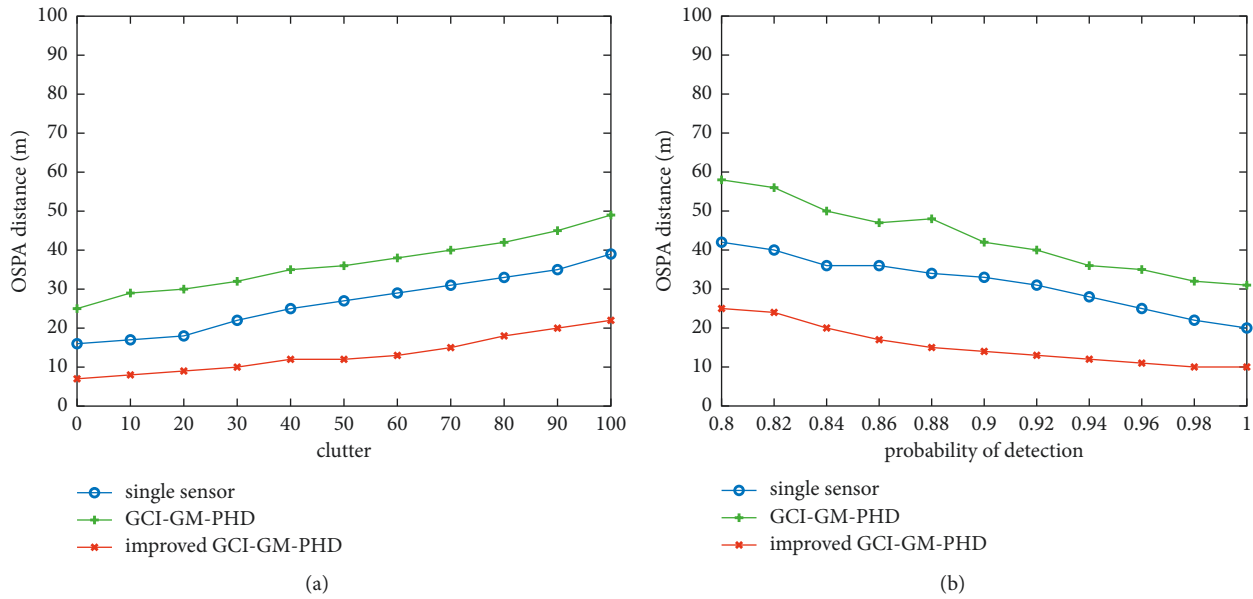 100
90
80
70
60
50
40
30
20
10
0
OSPA distance (m)
0 10 20 30 40 50 60 70 80 90 100
clutter
single sensor
GCI-GM-PHD
improved GCI-GM-PHD
(a)
100
90
80
70
60
50
40
30
20
10
0
OSPA distance (m)
0.8 0.82 0.84 0.86 0.88 0.9 0.92 0.94 0.96 0.98 1
probability of detection
single sensor
GCI-GM-PHD
improved GCI-GM-PHD
(b)